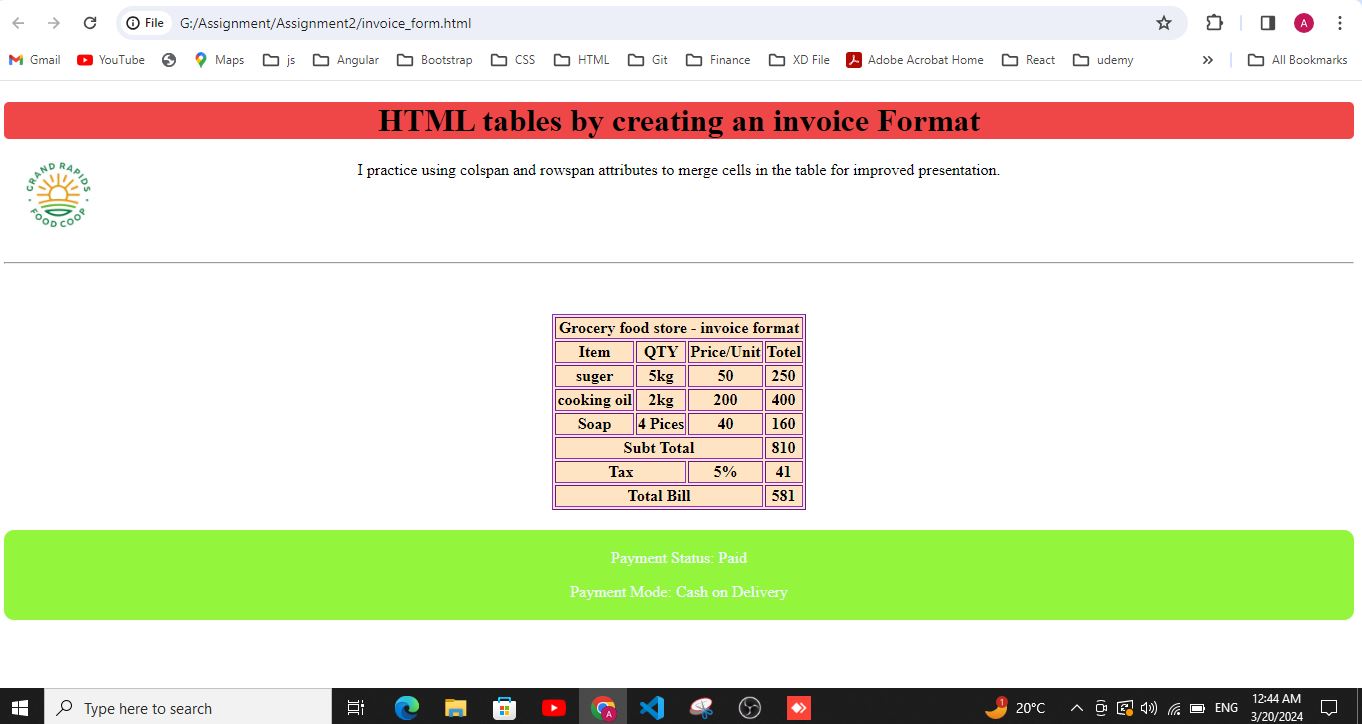 File G:/Assignment/Assignment2/invoice_form.html A
Gmail YouTube Maps js Angular Bootstrap CSS HTML Git Finance XD File Adobe Acrobat Home React udemy » All Bookmarks
HTML tables by creating an invoice Format
I practice using colspan and rowspan attributes to merge cells in the table for improved presentation.
GRAND RAPIDS
FOOD COOP
Grocery food store - invoice format
Item QTY Price/Unit Totel
suger 5kg 50 250
cooking oil 2kg 200 400
Soap 4 Pices 40 160
Subt Total 810
Tax 5% 41
Total Bill 581
Payment Status: Paid
Payment Mode: Cash on Delivery
Type here to search A 1 20°C ENG 12:44 AM
3/20/2024